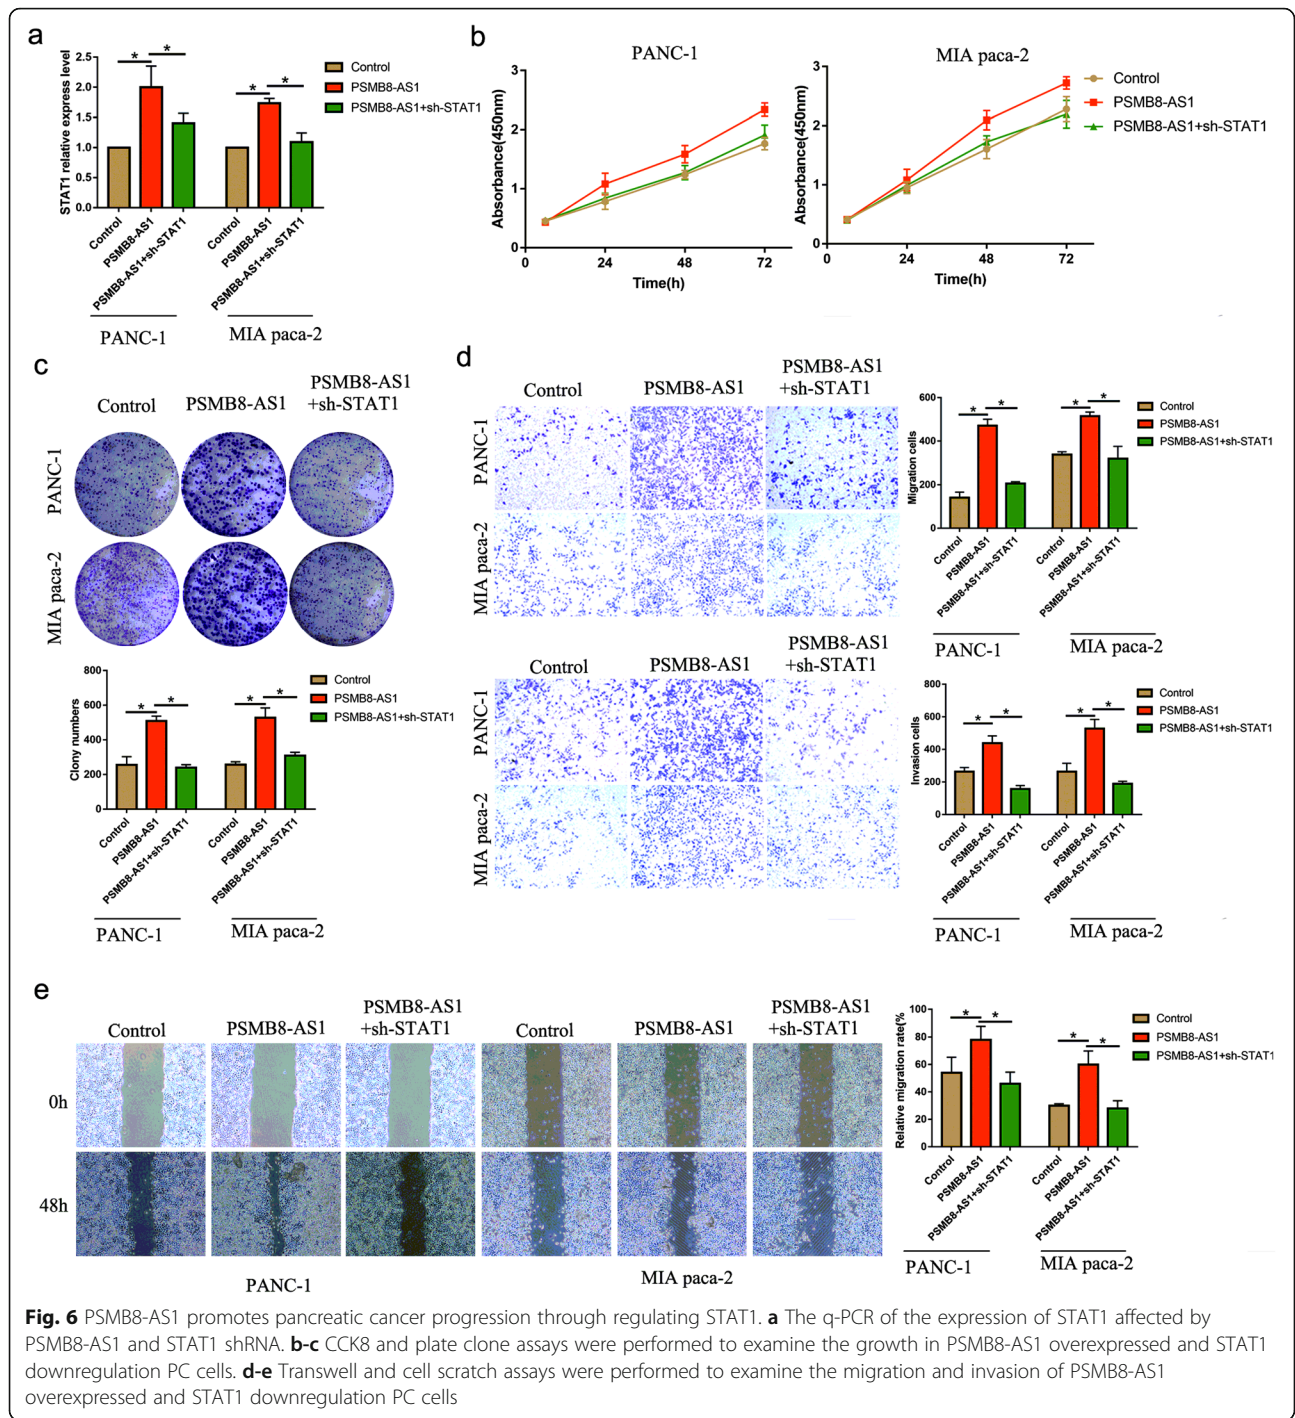 a
STAT1 relative express level
2.5
2.0
1.5
1.0
0.5
0.0
* * * *
Control
PSMB8-AS1
PSMB8-AS1+sh-STAT1
Control
PSMB8-AS1
PSMB8-AS1+sh-STAT1
Control
PSMB8-AS1
PSMB8-AS1+sh-STAT1
PANC-1
MIA paca-2
b
PANC-1
Absorbance(450nm)
3
2
1
0
0 24 48 72
Time(h)
MIA paca-2
Absorbance(450nm)
3
2
1
0
24 48 72
Time(h)
Control
PSMB8-AS1
PSMB8-AS1+sh-STAT1
c
Control
PSMB8-AS1
PSMB8-AS1
+sh-STAT1
PANC-1
MIA paca-2
Clony numbers
800
600
400
200
0
* * * *
Control
PSMB8-AS1
PSMB8-AS1+sh-STAT1
Control
PSMB8-AS1
PSMB8-AS1+sh-STAT1
Control
PSMB8-AS1
PSMB8-AS1+sh-STAT1
PANC-1
MIA paca-2
d
Control
PSMB8-AS1
PSMB8-AS1
+sh-STAT1
PANC-1
MIA paca-2
Migration cells
600
400
200
0
* * * *
Control
PSMB8-AS1
PSMB8-AS1+sh-STAT1
Control
PSMB8-AS1
PSMB8-AS1+sh-STAT1
Control
PSMB8-AS1
PSMB8-AS1+sh-STAT1
PANC-1
MIA paca-2
Control
PSMB8-AS1
PSMB8-AS1
+sh-STAT1
PANC-1
MIA paca-2
Invasion cells
800
600
400
200
0
* * * *
Control
PSMB8-AS1
PSMB8-AS1+sh-STAT1
Control
PSMB8-AS1
PSMB8-AS1+sh-STAT1
Control
PSMB8-AS1
PSMB8-AS1+sh-STAT1
PANC-1
MIA paca-2
e
Control
PSMB8-AS1
PSMB8-AS1
+sh-STAT1
Control
PSMB8-AS1
PSMB8-AS1
+sh-STAT1
0h
48h
PANC-1
MIA paca-2
Relative migration rate(%
100
80
60
40
20
0
* * * *
Control
PSMB8-AS1
PSMB8-AS1+sh-STAT1
Control
PSMB8-AS1
PSMB8-AS1+sh-STAT1
Control
PSMB8-AS1
PSMB8-AS1+sh-STAT1
PANC-1
MIA paca-2
Fig. 6 PSMB8-AS1 promotes pancreatic cancer progression through regulating STAT1. a The q-PCR of the expression of STAT1 affected by
PSMB8-AS1 and STAT1 shRNA. b-c CCK8 and plate clone assays were performed to examine the growth in PSMB8-AS1 overexpressed and STAT1
downregulation PC cells. d-e Transwell and cell scratch assays were performed to examine the migration and invasion of PSMB8-AS1
overexpressed and STAT1 downregulation PC cells